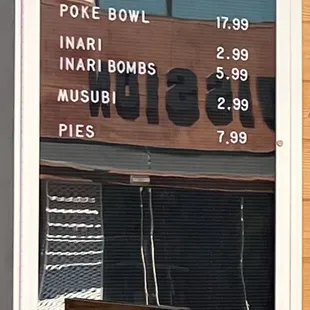 POKE BOWL 17.99
INARI 2.99
INARI BOMBS 5.99
MUSUBI 2.99
PIES 7.99